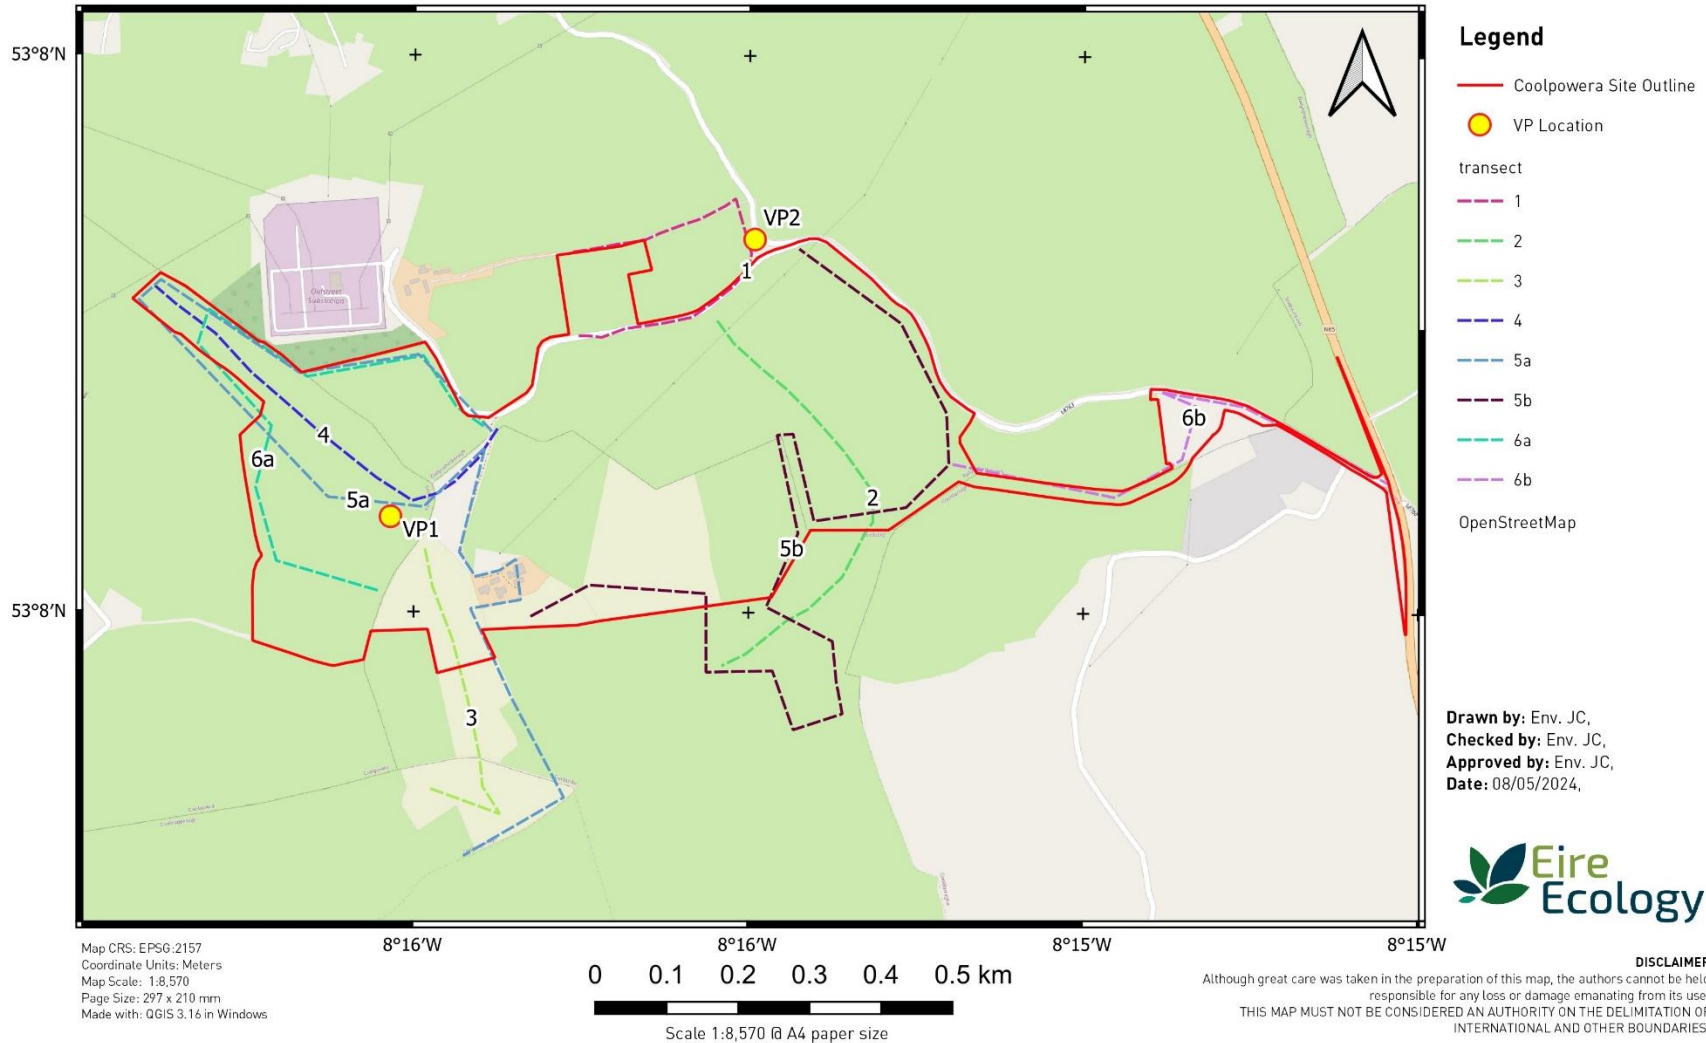 53°8'N
53°8'N
VP2
1
4
6a
5a
VP1
2
5b
3
6b
Oldstreet
Substation
N65
8°16'W
8°16'W
8°15'W
8°15'W
Legend
Coolpowera Site Outline
VP Location
transect
1
2
3
4
5a
5b
6a
6b
OpenStreetMap
Drawn by: Env. JC,
Checked by: Env. JC,
Approved by: Env. JC,
Date: 08/05/2024,
Eire
Ecology
Map CRS: EPSG:2157
Coordinate Units: Meters
Map Scale: 1:8,570
Page Size: 297 x 210 mm
Made with: QGIS 3.16 in Windows
0 0.1 0.2 0.3 0.4 0.5 km
Scale 1:8,570 @ A4 paper size
DISCLAIMER
Although great care was taken in the preparation of this map, the authors cannot be held
responsible for any loss or damage emanating from its use
THIS MAP MUST NOT BE CONSIDERED AN AUTHORITY ON THE DELIMITATION OF
INTERNATIONAL AND OTHER BOUNDARIES